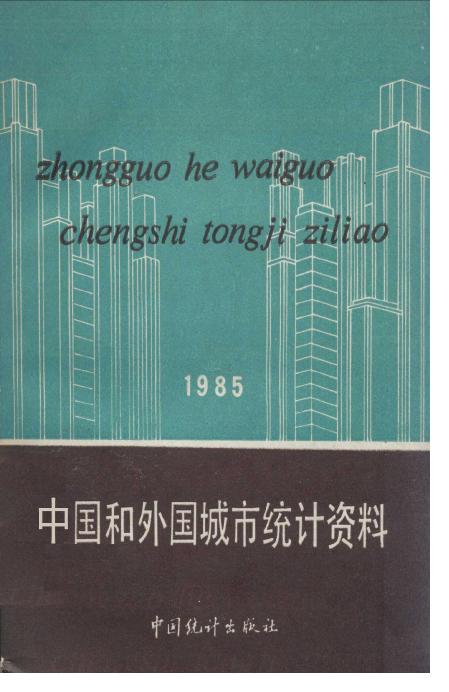 zhongguo he waiguo
chengshi tongji ziliao
1985
中国和外国城市统计资料
中国统计出版社